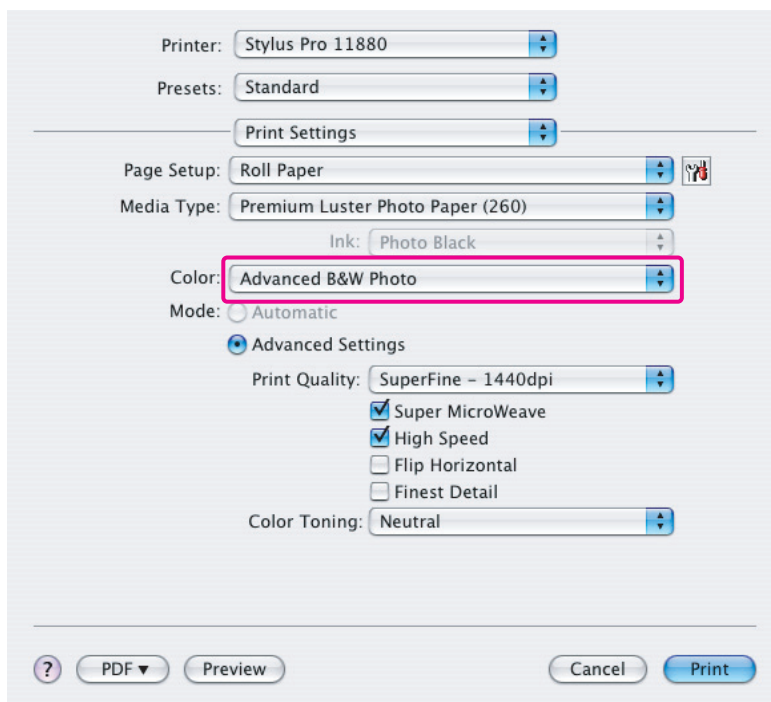 Printer: Stylus Pro 11880
Presets: Standard
Print Settings
Page Setup: Roll Paper
Media Type: Premium Luster Photo Paper (260)
Ink: Photo Black
Color: Advanced B&W Photo
Mode: Automatic
Advanced Settings
Print Quality: SuperFine – 1440dpi
Super MicroWeave
High Speed
Flip Horizontal
Finest Detail
Color Toning: Neutral
? PDF ▼ Preview Cancel Print